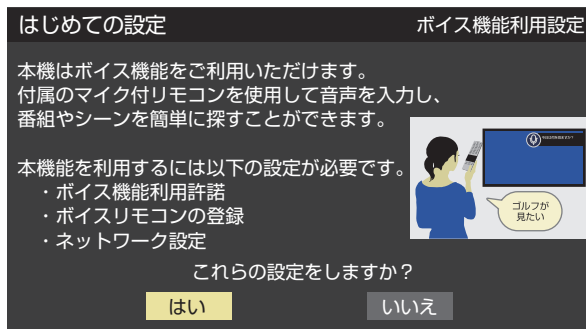 はじめての設定
ボイス機能利用設定
本機はボイス機能をご利用いただけます。
付属のマイク付リモコンを使用して音声を入力し、
番組やシーンを簡単に探すことができます。
本機能を利用するには以下の設定が必要です。
・ボイス機能利用許諾
・ボイスリモコンの登録
・ネットワーク設定
ゴルフが
見たい
これらの設定をしますか？
はい
いいえ